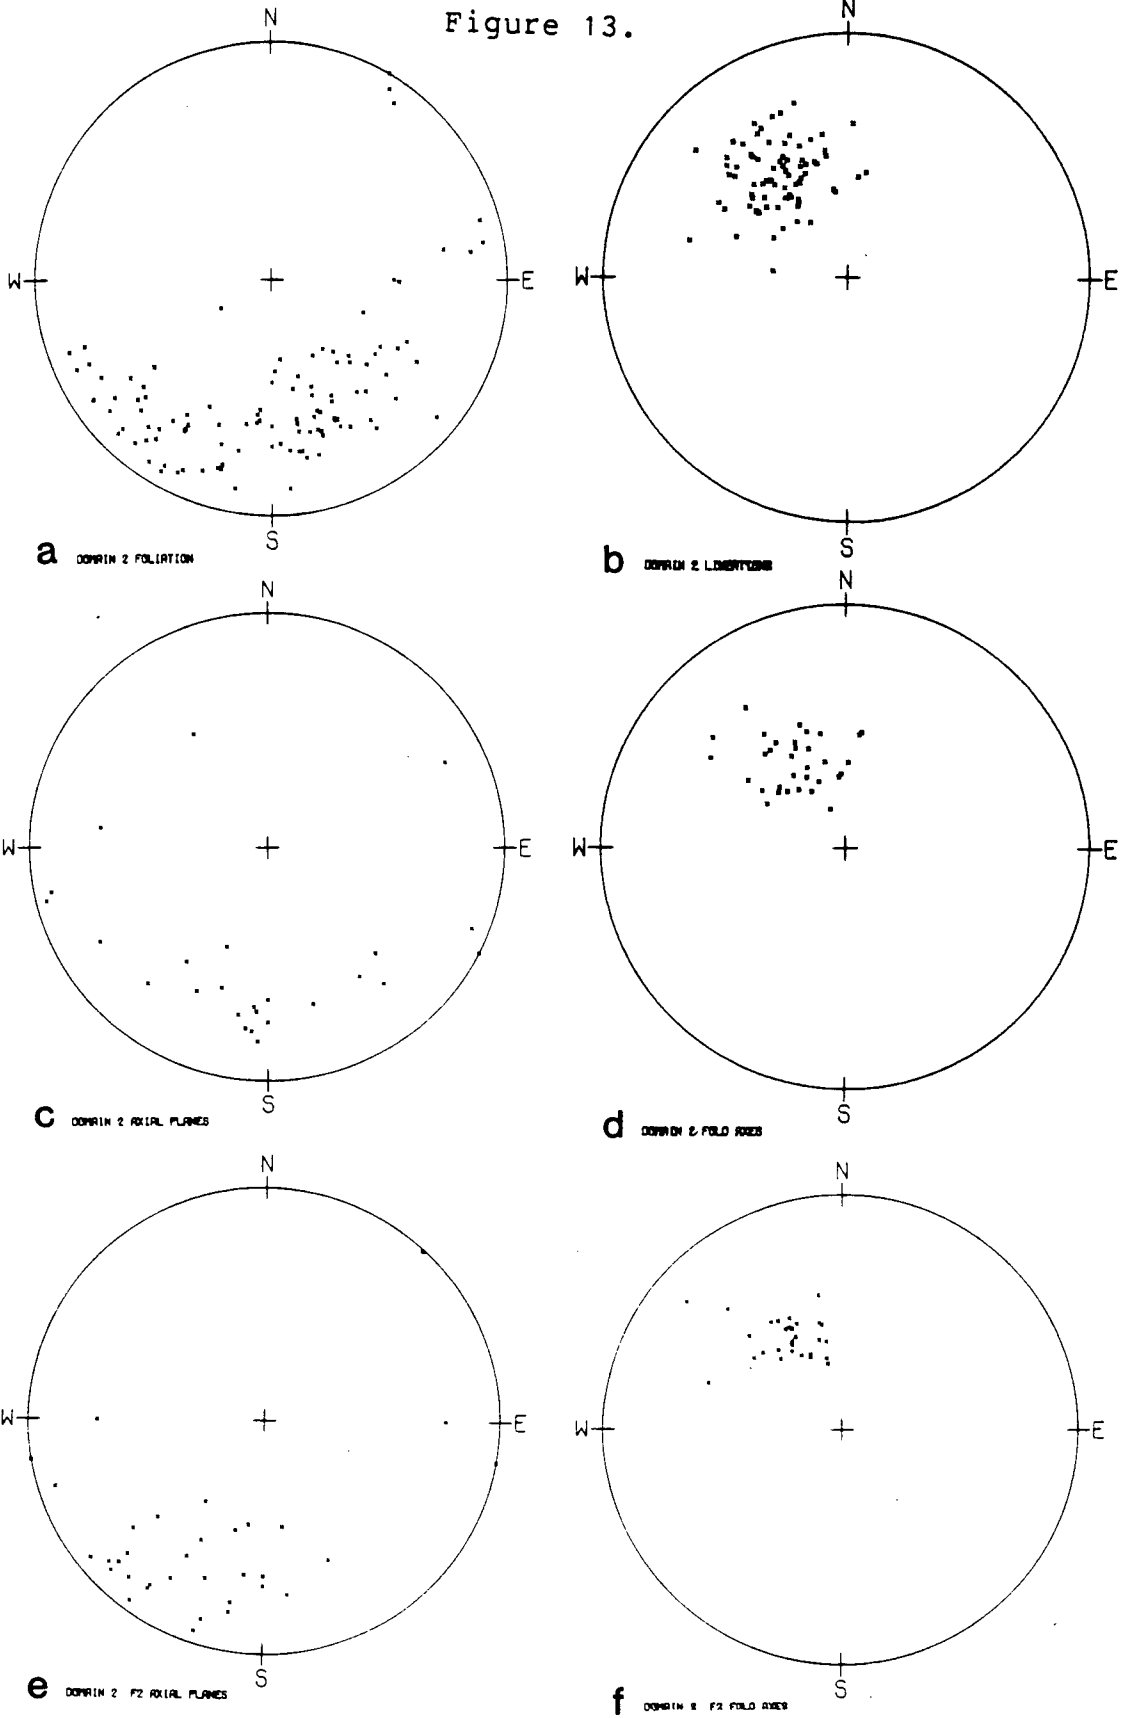 Figure 13.
N
N
W
E
W
E
S
S
a DOMAIN 2 FOLIATION
b DOMAIN 2 LINEATIONS
N
N
W
E
W
E
S
S
c DOMAIN 2 AXIAL PLANES
d DOMAIN 2 FOLD AXES
N
N
W
E
W
E
S
S
e DOMAIN 2 F2 AXIAL PLANES
f DOMAIN 2 F2 FOLD AXES